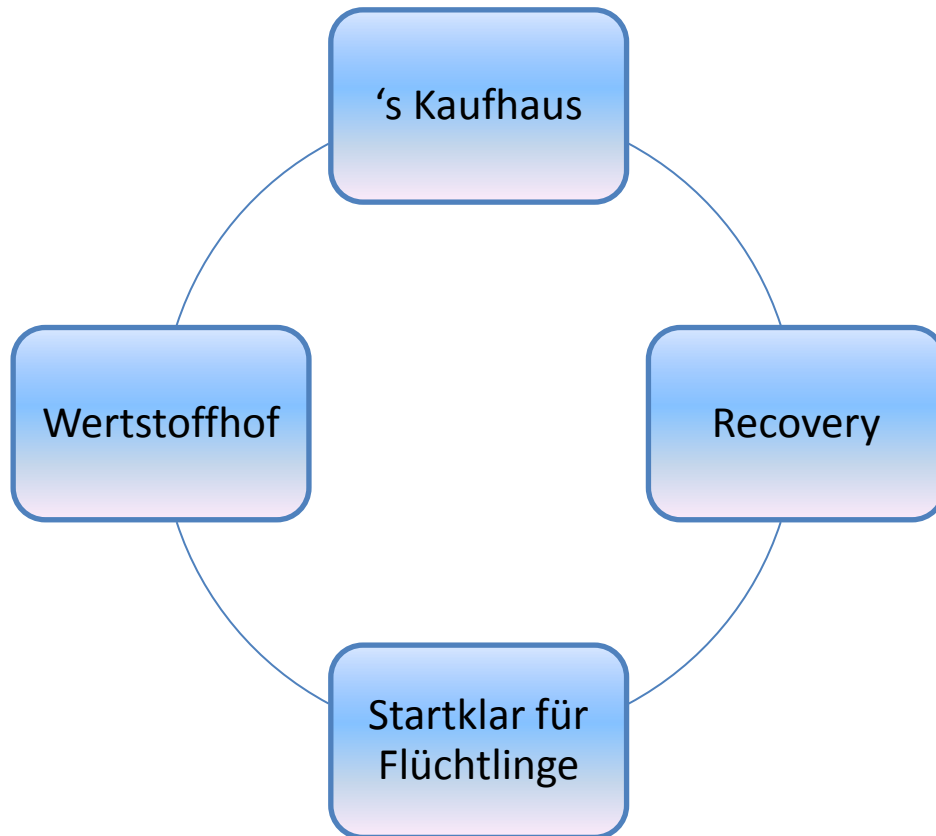 ‘s Kaufhaus
Wertstoffhof
Recovery
Startklar für
Flüchtlinge